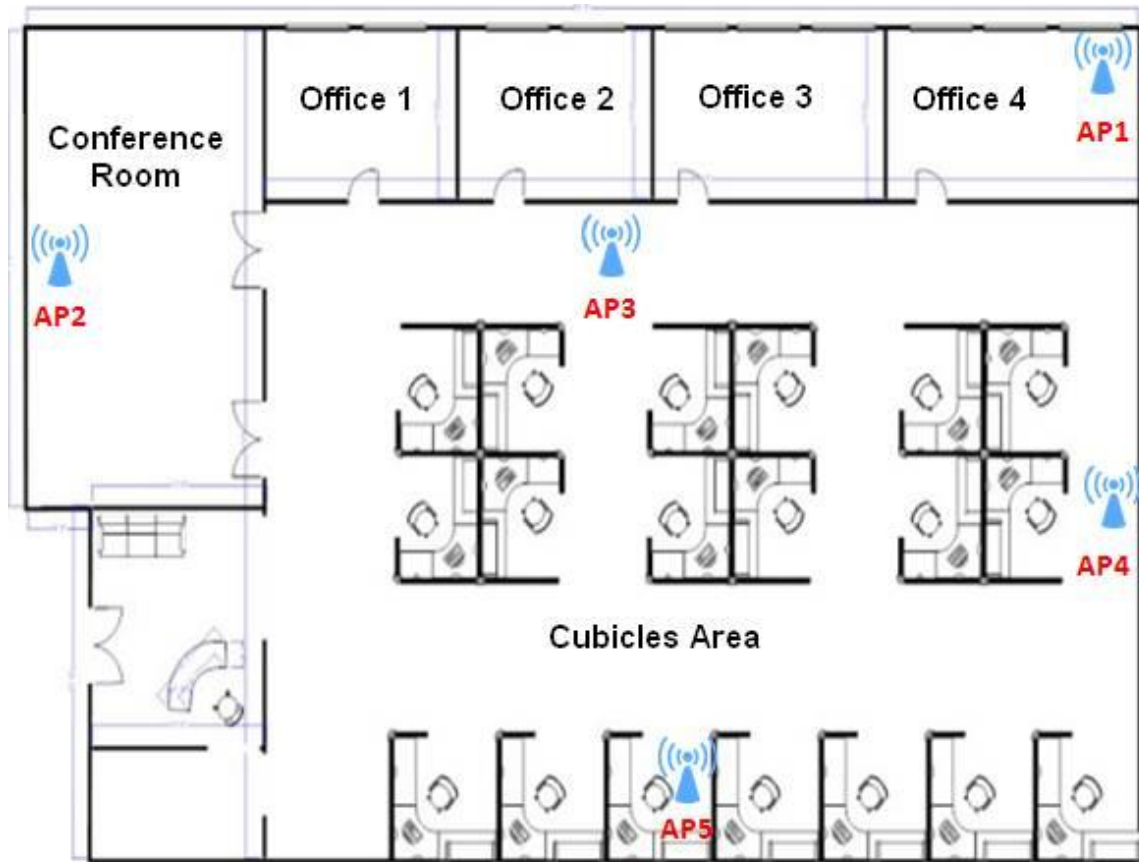 Office 1
Office 2
Office 3
Office 4
AP1
Conference
Room
AP2
AP3
AP4
Cubicles Area
AP5